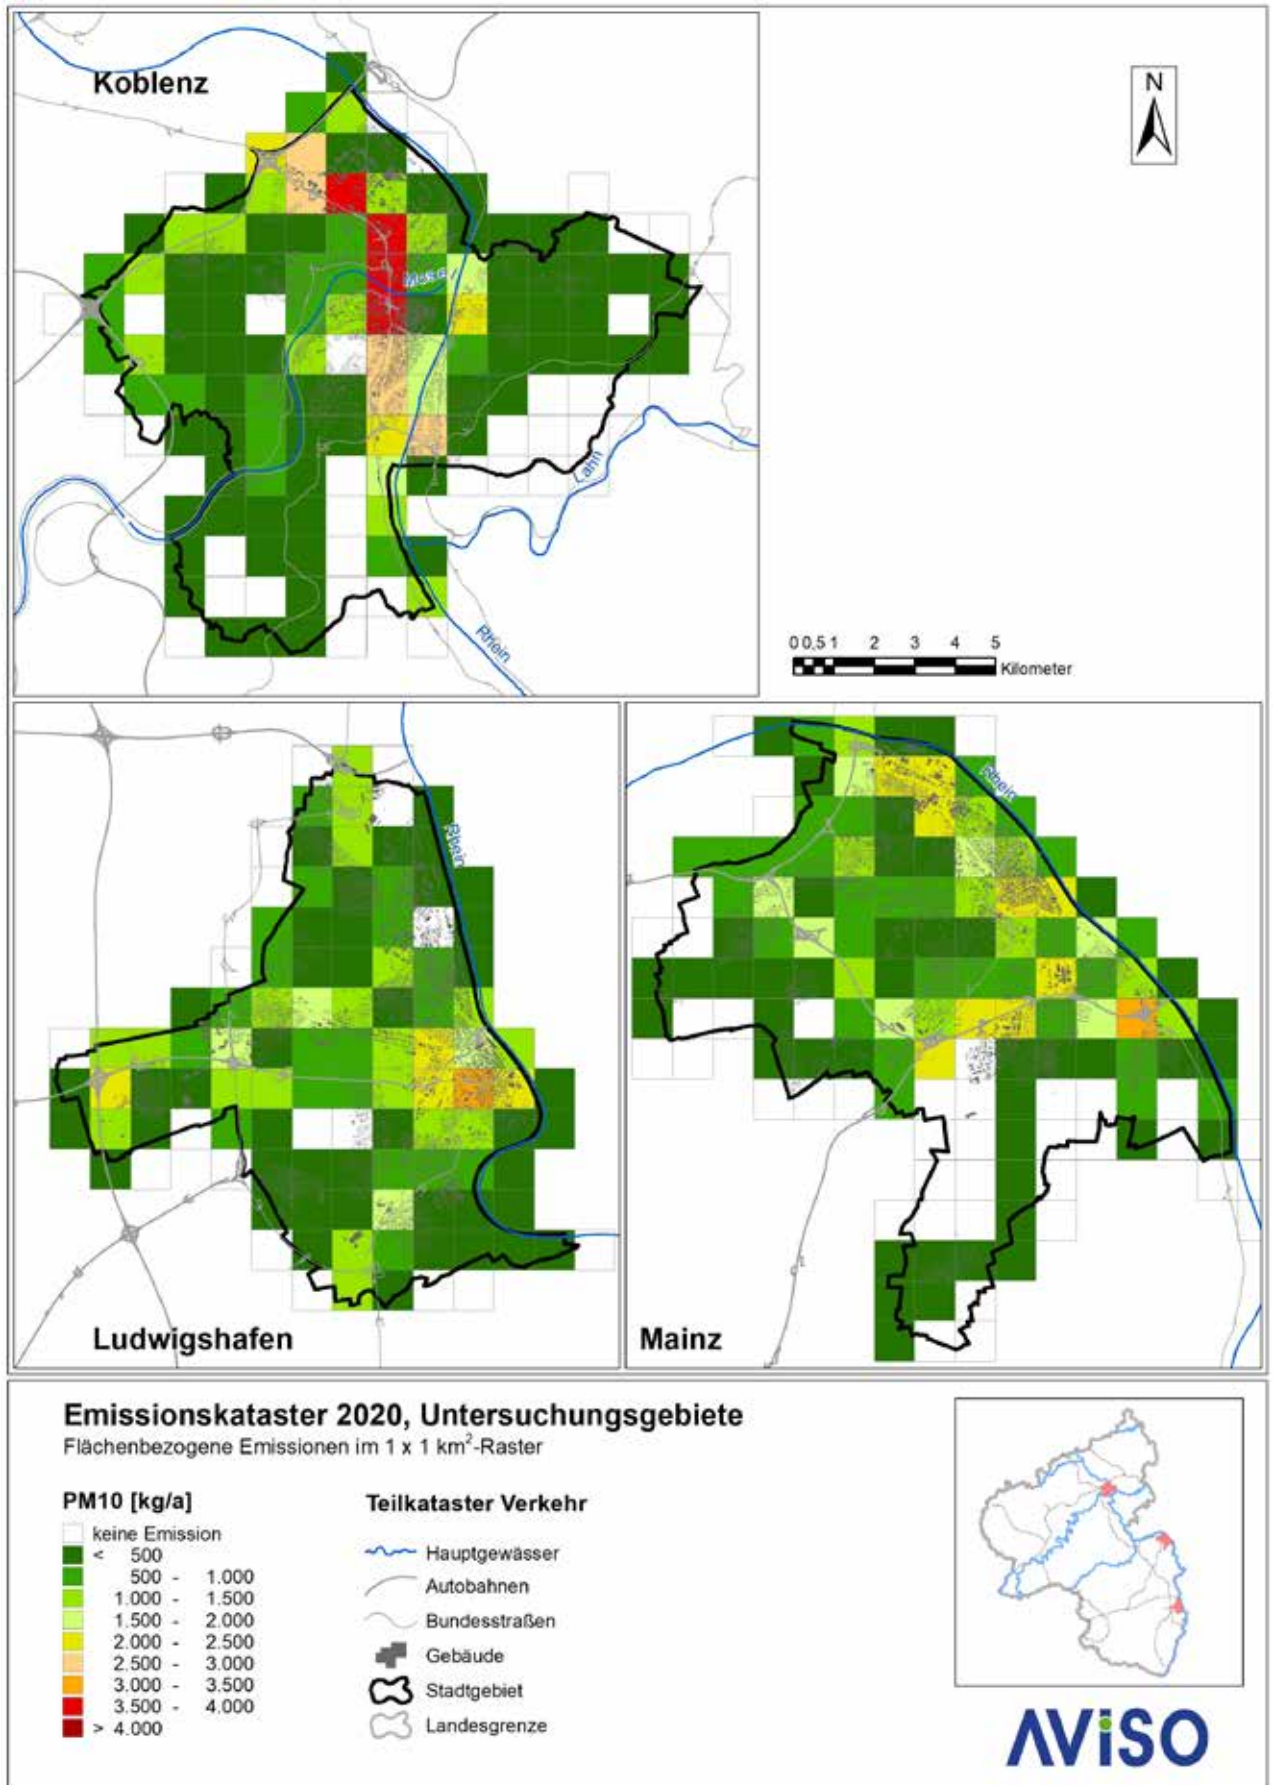 Koblenz
N
Mosel
Lahn
Rhein
0 0,5 1 2 3 4 5
Kilometer
Rhein
Ludwigshafen
Rhein
Mainz
Emissionskataster 2020, Untersuchungsgebiete
Flächenbezogene Emissionen im 1 x 1 km²-Raster
PM10 [kg/a]
keine Emission
< 500
500 - 1.000
1.000 - 1.500
1.500 - 2.000
2.000 - 2.500
2.500 - 3.000
3.000 - 3.500
3.500 - 4.000
> 4.000
Teilkataster Verkehr
Hauptgewässer
Autobahnen
Bundesstraßen
Gebäude
Stadtgebiet
Landesgrenze
AViSO